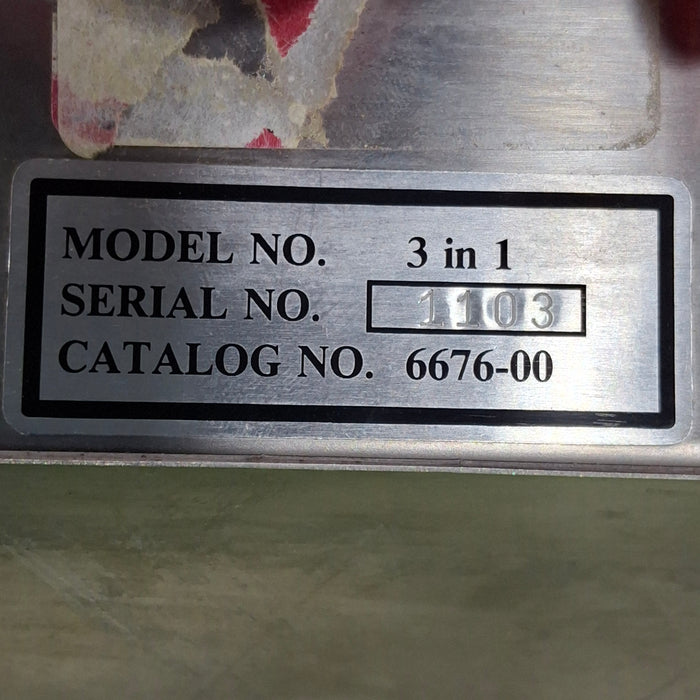 MODEL NO. 3 in 1
SERIAL NO. 1103
CATALOG NO. 6676-00